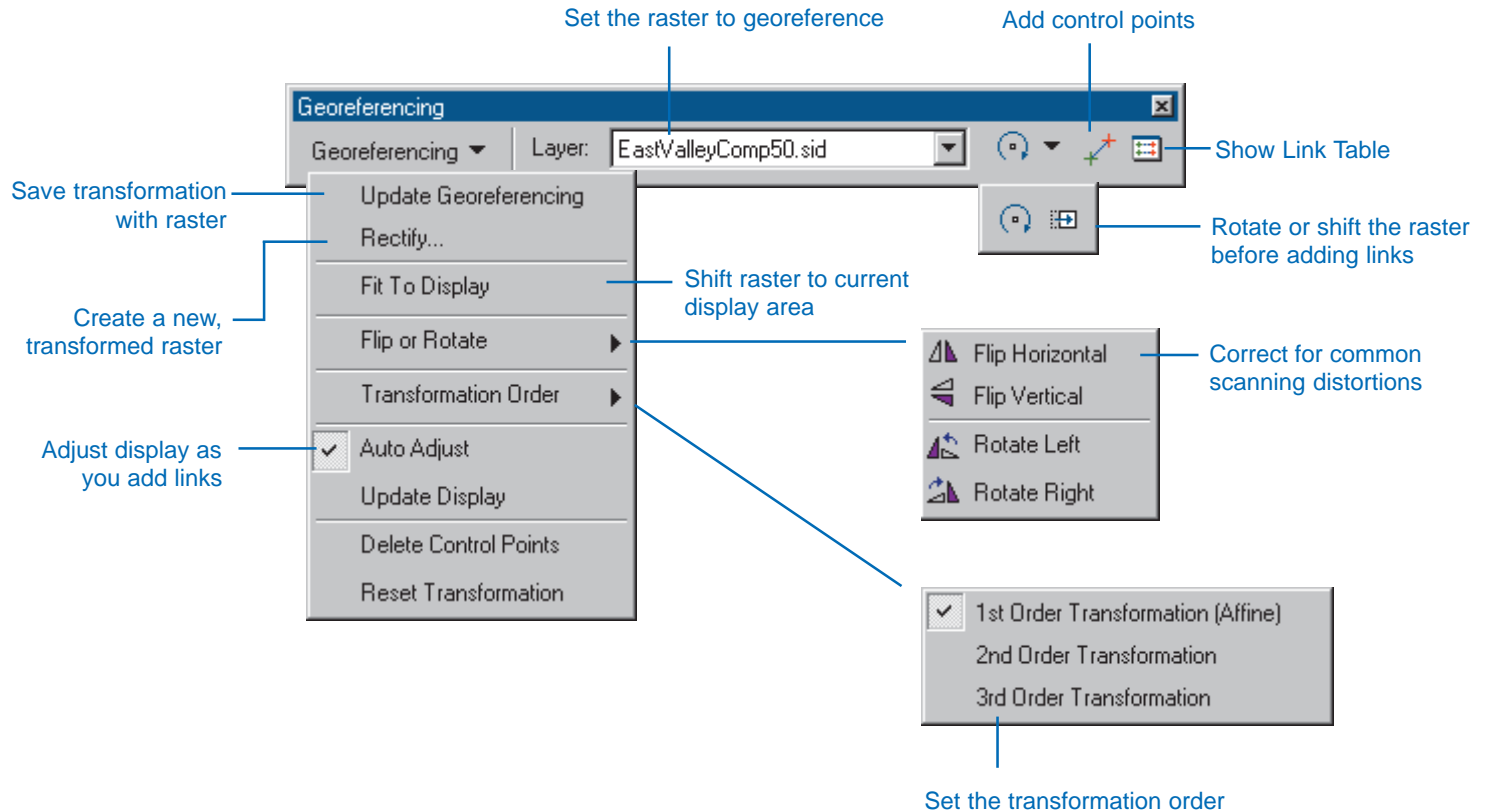 Set the raster to georeference
Add control points
Georeferencing
Georeferencing
Layer:
EastValleyComp50.sid
Show Link Table
Save transformation
with raster
Update Georeferencing
Rectify...
Rotate or shift the raster
before adding links
Fit To Display
Shift raster to current
display area
Create a new,
transformed raster
Flip or Rotate
Flip Horizontal
Flip Vertical
Rotate Left
Rotate Right
Correct for common
scanning distortions
Transformation Order
Adjust display as
you add links
Auto Adjust
Update Display
Delete Control Points
Reset Transformation
1st Order Transformation (Affine)
2nd Order Transformation
3rd Order Transformation
Set the transformation order